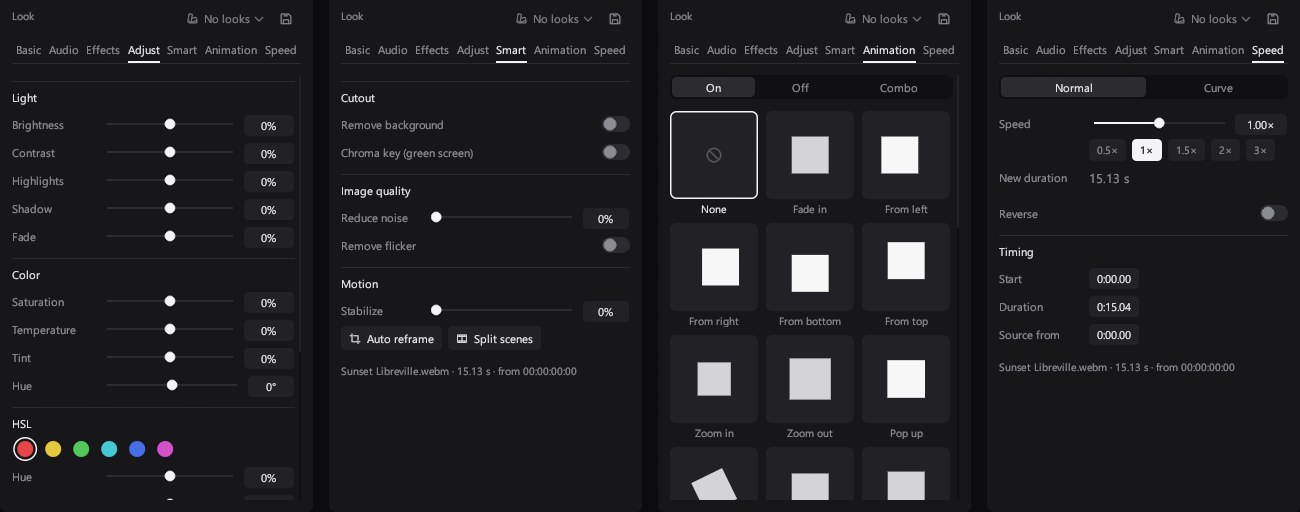 Look
No looks
Basic Audio Effects Adjust Smart Animation Speed
Light
Brightness 0%
Contrast 0%
Highlights 0%
Shadow 0%
Fade 0%
Color
Saturation 0%
Temperature 0%
Tint 0%
Hue 0°
HSL
Hue 0%
Look
No looks
Basic Audio Effects Adjust Smart Animation Speed
Cutout
Remove background
Chroma key (green screen)
Image quality
Reduce noise 0%
Remove flicker
Motion
Stabilize 0%
Auto reframe Split scenes
Sunset Libreville.webm · 15.13 s · from 00:00:00:00
Look
No looks
Basic Audio Effects Adjust Smart Animation Speed
On Off Combo
None Fade in From left
From right From bottom From top
Zoom in Zoom out Pop up
Look
No looks
Basic Audio Effects Adjust Smart Animation Speed
Normal Curve
Speed 1.00×
0.5× 1× 1.5× 2× 3×
New duration 15.13 s
Reverse
Timing
Start 0:00.00
Duration 0:15.04
Source from 0:00.00
Sunset Libreville.webm · 15.13 s · from 00:00:00:00